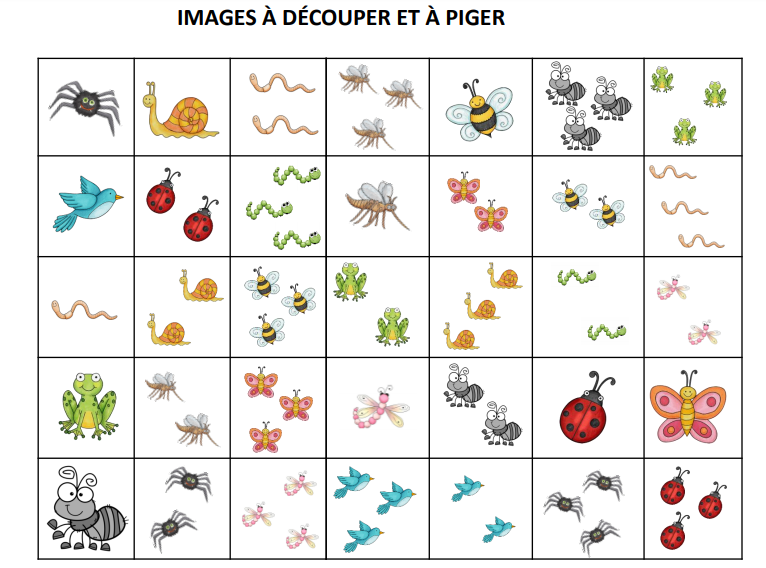 IMAGES À DÉCOUPER ET À PIGER